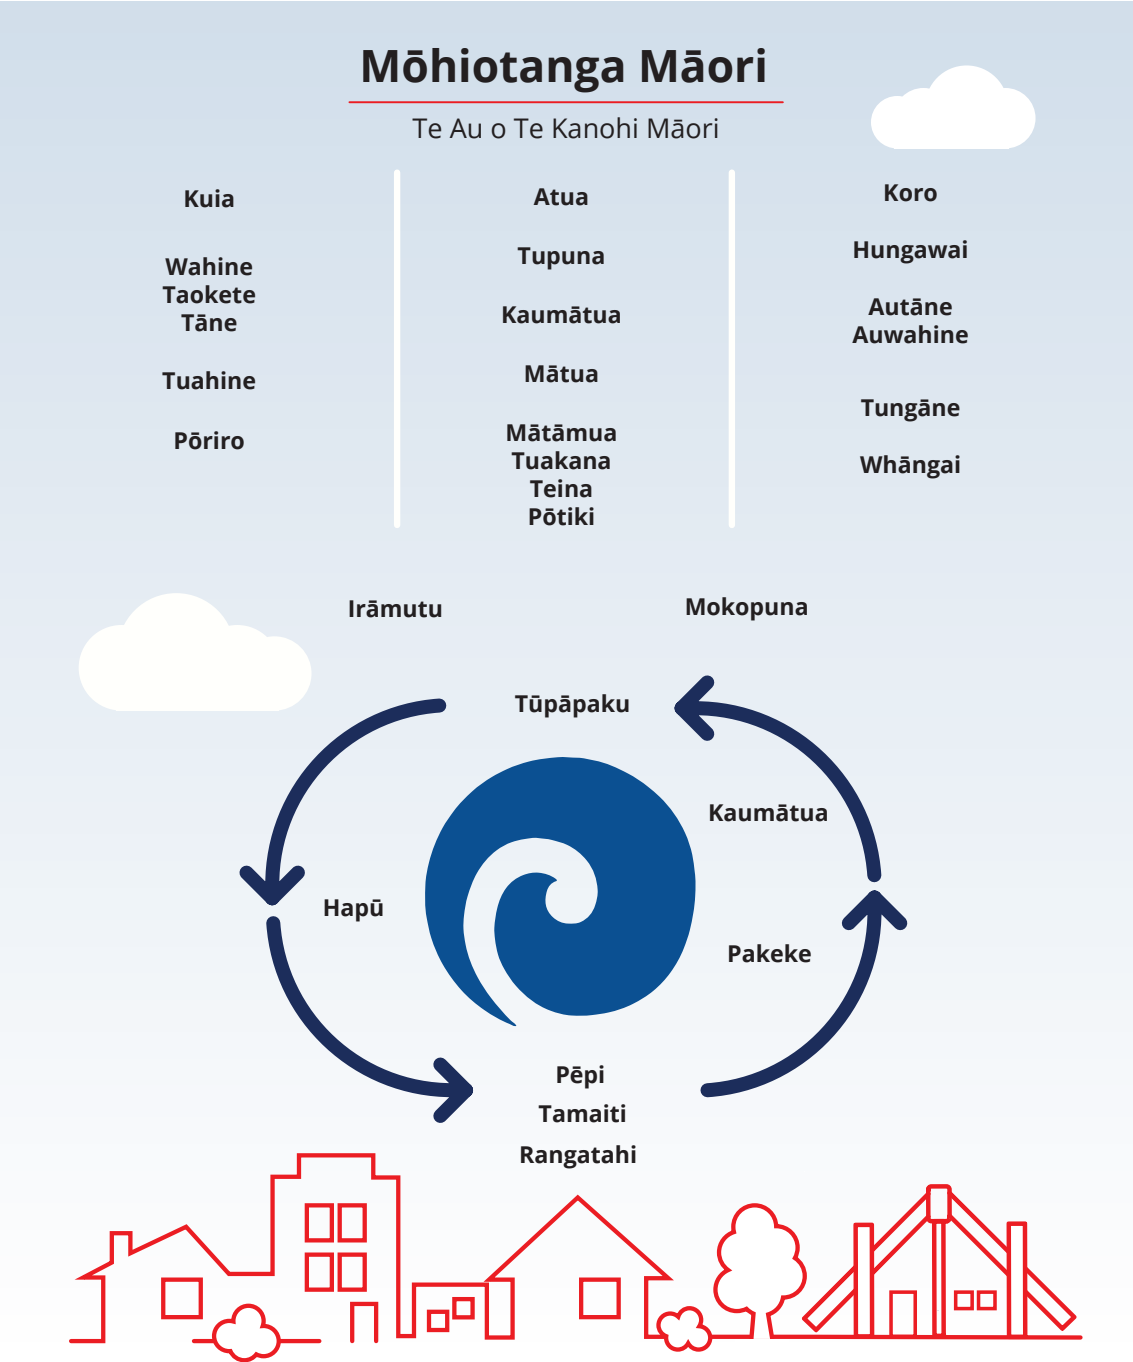 Mōhiotanga Māori
Te Au o Te Kanohi Māori
Kuia
Wahine
Taokete
Tāne
Tuahine
Pōriro
Atua
Tupuna
Kaumātua
Mātua
Mātāmua
Tuakana
Teina
Pōtiki
Koro
Hungawai
Autāne
Auwahine
Tungāne
Whāngai
Irāmutu
Mokopuna
Tūpāpaku
Kaumātua
Hapū
Pakeke
Pēpi
Tamaiti
Rangatahi